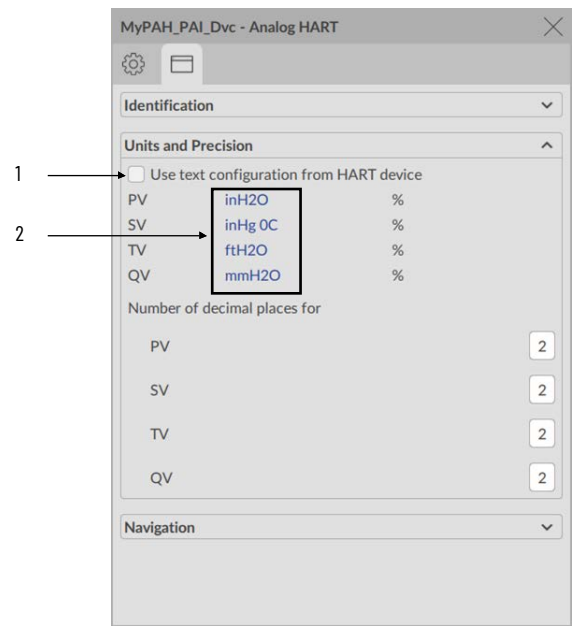 MyPAH_PAI_Dvc - Analog HART
Identification
Units and Precision
1
Use text configuration from HART device
PV inH2O %
2
SV inHg 0C %
TV ftH2O %
QV mmH2O %
Number of decimal places for
PV 2
SV 2
TV 2
QV 2
Navigation